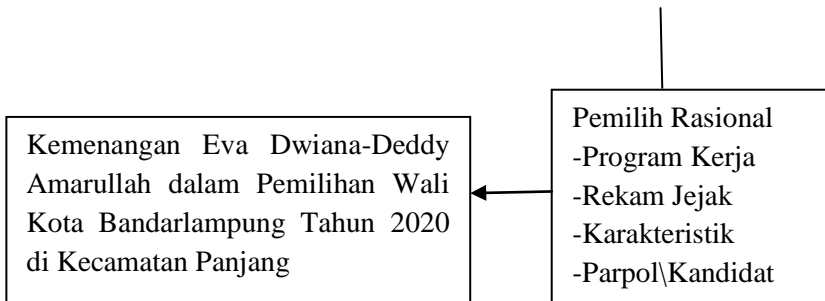 Kemenangan Eva Dwiana-Deddy
Amarullah dalam Pemilihan Wali
Kota Bandarlampung Tahun 2020
di Kecamatan Panjang
Pemilih Rasional
-Program Kerja
-Rekam Jejak
-Karakteristik
-Parpol\Kandidat